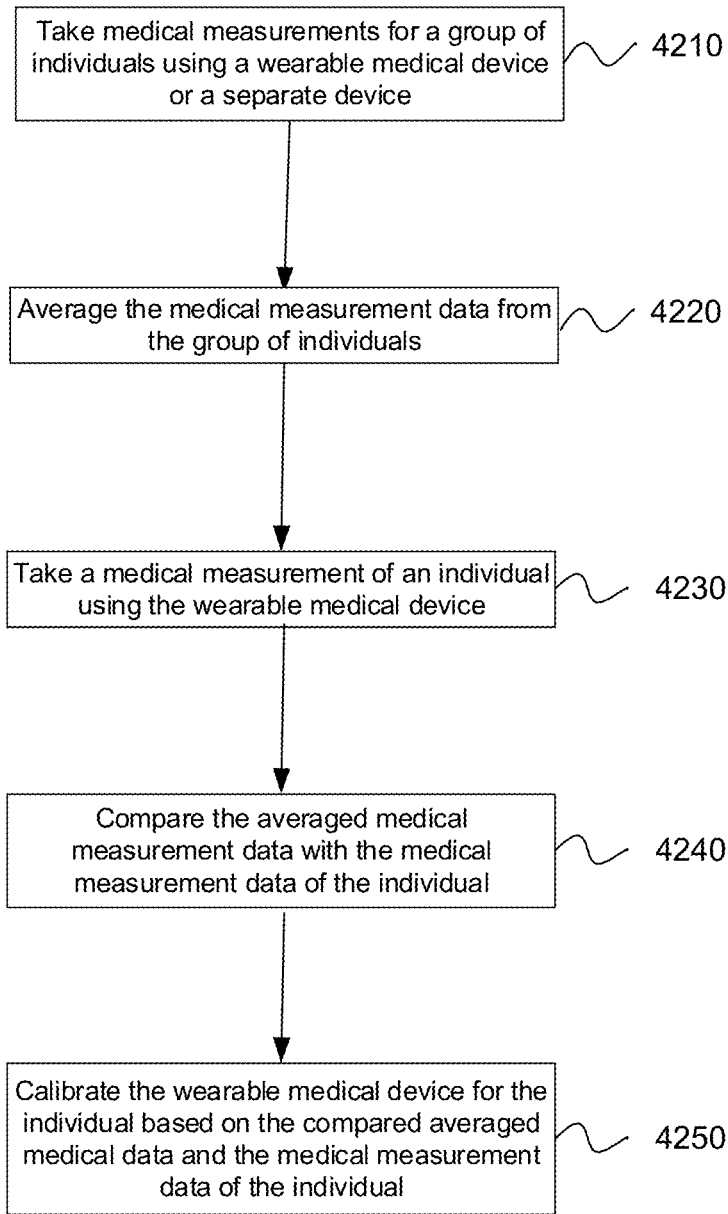 Take medical measurements for a group of
individuals using a wearable medical device
or a separate device
4210
Average the medical measurement data from
the group of individuals
4220
Take a medical measurement of an individual
using the wearable medical device
4230
Compare the averaged medical
measurement data with the medical
measurement data of the individual
4240
Calibrate the wearable medical device for the
individual based on the compared averaged
medical data and the medical measurement
data of the individual
4250